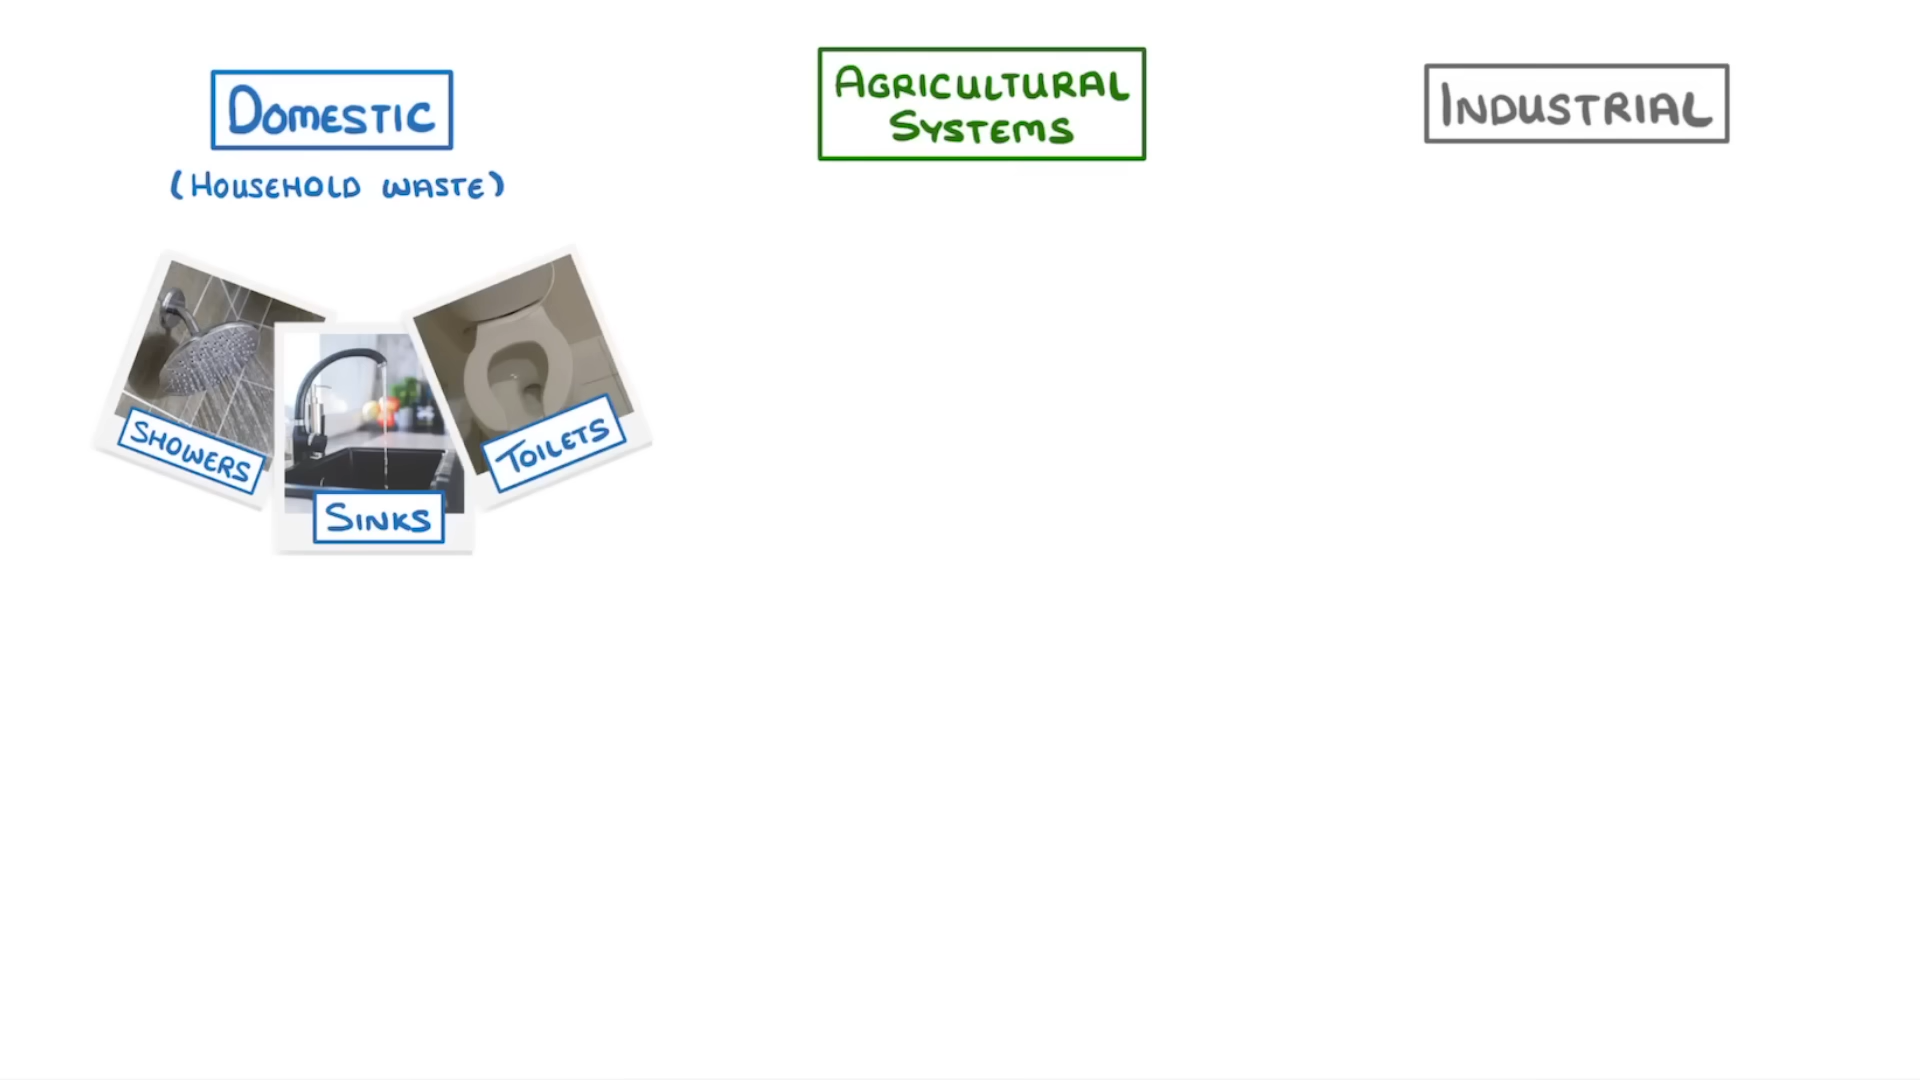 DOMESTIC
(HOUSEHOLD WASTE)
SHOWERS
SINKS
TOILETS
AGRICULTURAL
SYSTEMS
INDUSTRIAL